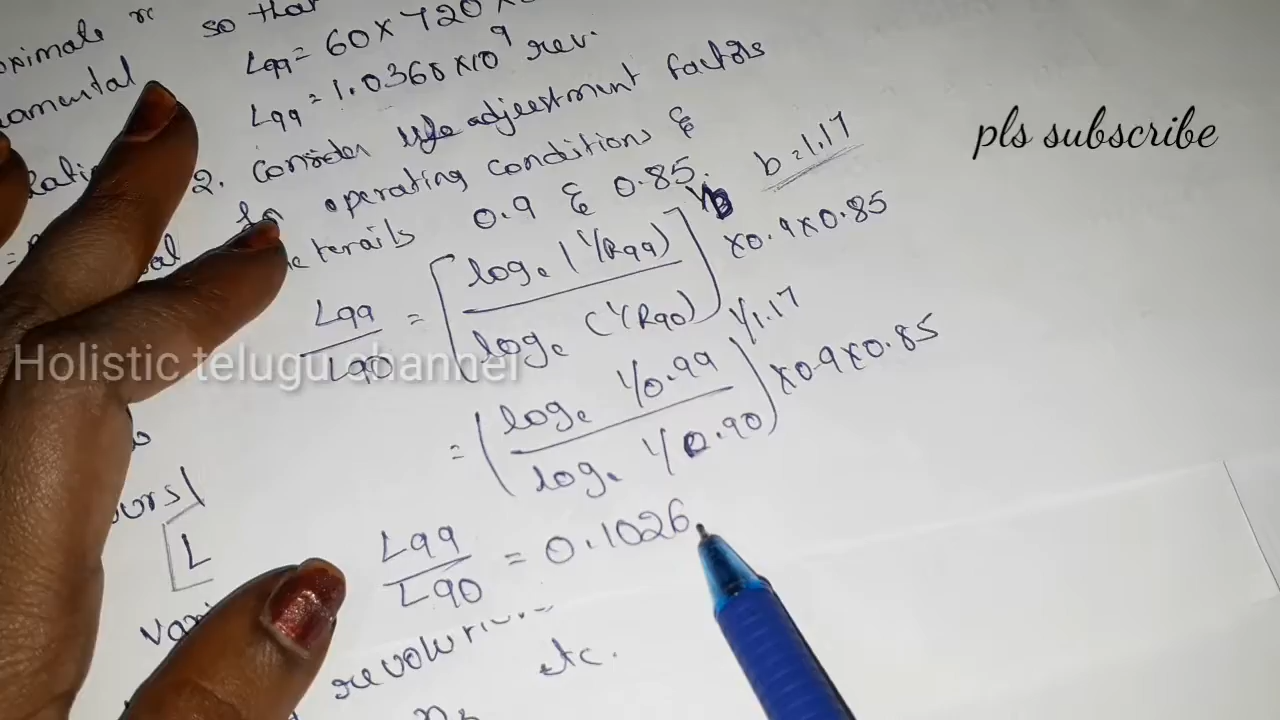 so that
L99 = 60 × 720 ×
L99 = 1.0368 × 10^9 rev.
2. Consider life adjustment factors
operating conditions &
0.9 & 0.85.
b = 1.17
pls subscribe
L99/L90 = [loge (1/R99) / loge (1/R90)]^1/b × 0.9 × 0.85
Holistic telugu channel
= (loge 1/0.99 / loge 1/0.90)^1/1.17 × 0.9 × 0.85
L99/L90 = 0.1026
L
revolution
etc.